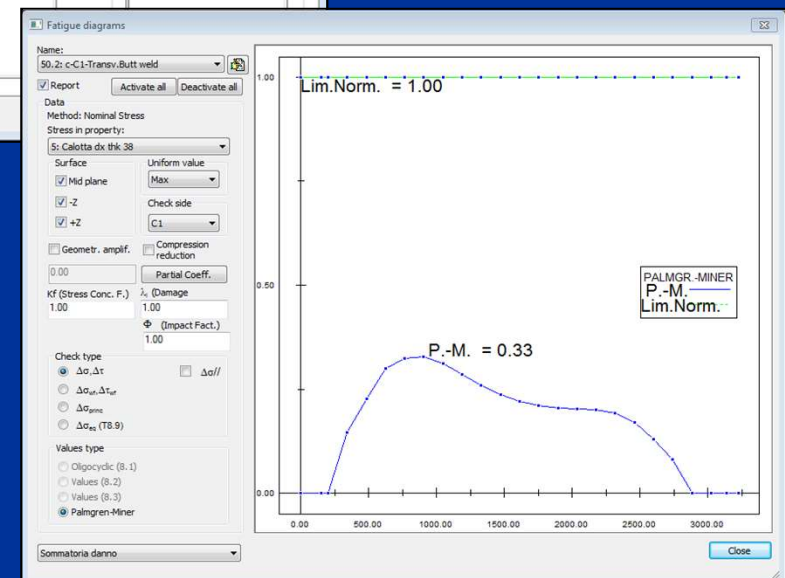 Fatigue diagrams
Name:
50.2: c-C1-Transv.Butt weld
Report
Activate all
Deactivate all
Data
Method: Nominal Stress
Stress in property:
5: Calotta dx thk 38
Surface
Uniform value
Mid plane
Max
-Z
Check side
+Z
C1
Geometr. amplif.
Compression
reduction
0.00
Partial Coeff.
Kf (Stress Conc. F.)
(Damage
1.00
1.00
Φ (Impact Fact.)
1.00
Check type
Δσ,Δτ
Δσ//
Δσwf,Δτwf
Δσprinc
Δσeq (T8.9)
Values type
Oligocyclic (8.1)
Values (8.2)
Values (8.3)
Palmgren-Miner
Sommatoria danno
1.00
Lim.Norm. = 1.00
0.50
PALMGR.-MINER
P.-M.
Lim.Norm.
P.-M. = 0.33
0.00
0.00 500.00 1000.00 1500.00 2000.00 2500.00 3000.00
Close